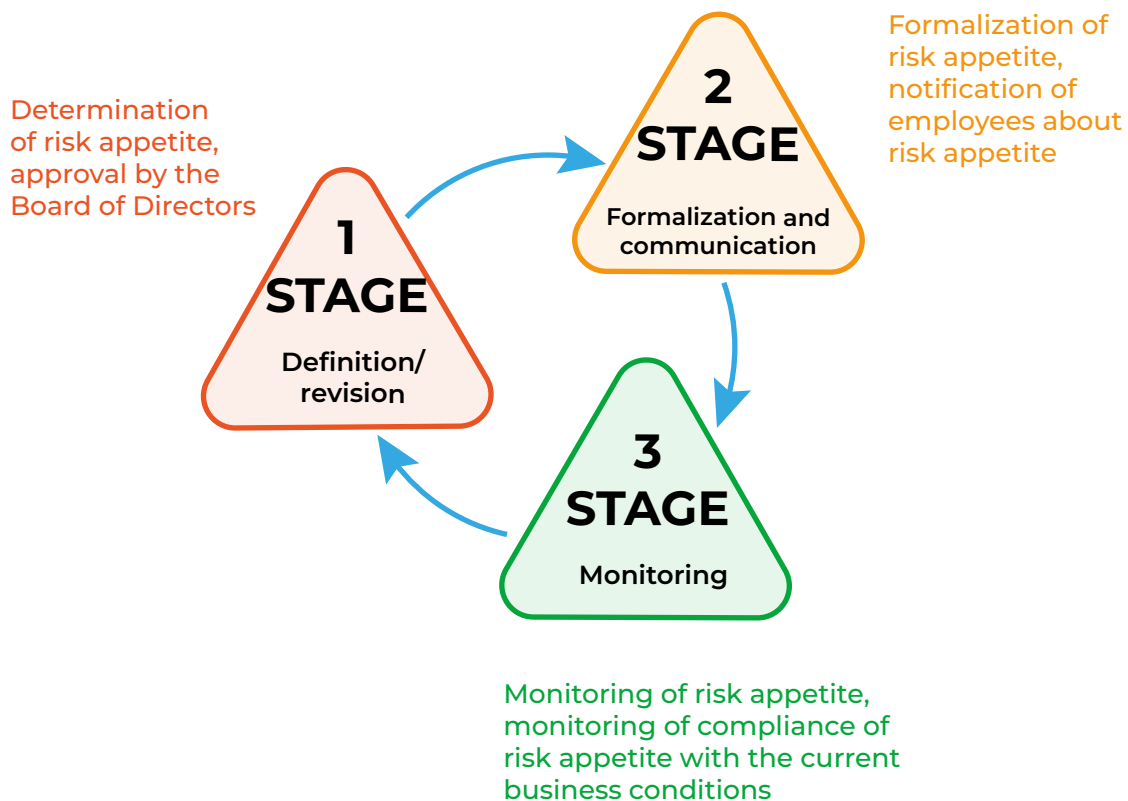 Determination
of risk appetite,
approval by the
Board of Directors
1
STAGE
Definition/
revision
2
STAGE
Formalization and
communication
Formalization of
risk appetite,
notification of
employees about
risk appetite
3
STAGE
Monitoring
Monitoring of risk appetite,
monitoring of compliance of
risk appetite with the current
business conditions